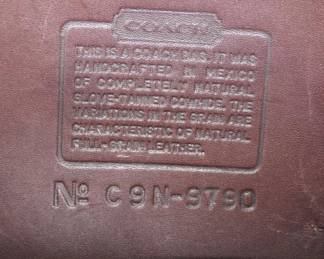 COACH
THIS IS A COACH BAG. IT WAS
HANDCRAFTED IN MEXICO
OF COMPLETELY NATURAL
GLOVE-TANNED COWHIDE. THE
VARIATIONS IN THE GRAIN ARE
CHARACTERISTIC OF NATURAL
FULL-GRAIN LEATHER.
№ C9N-9790